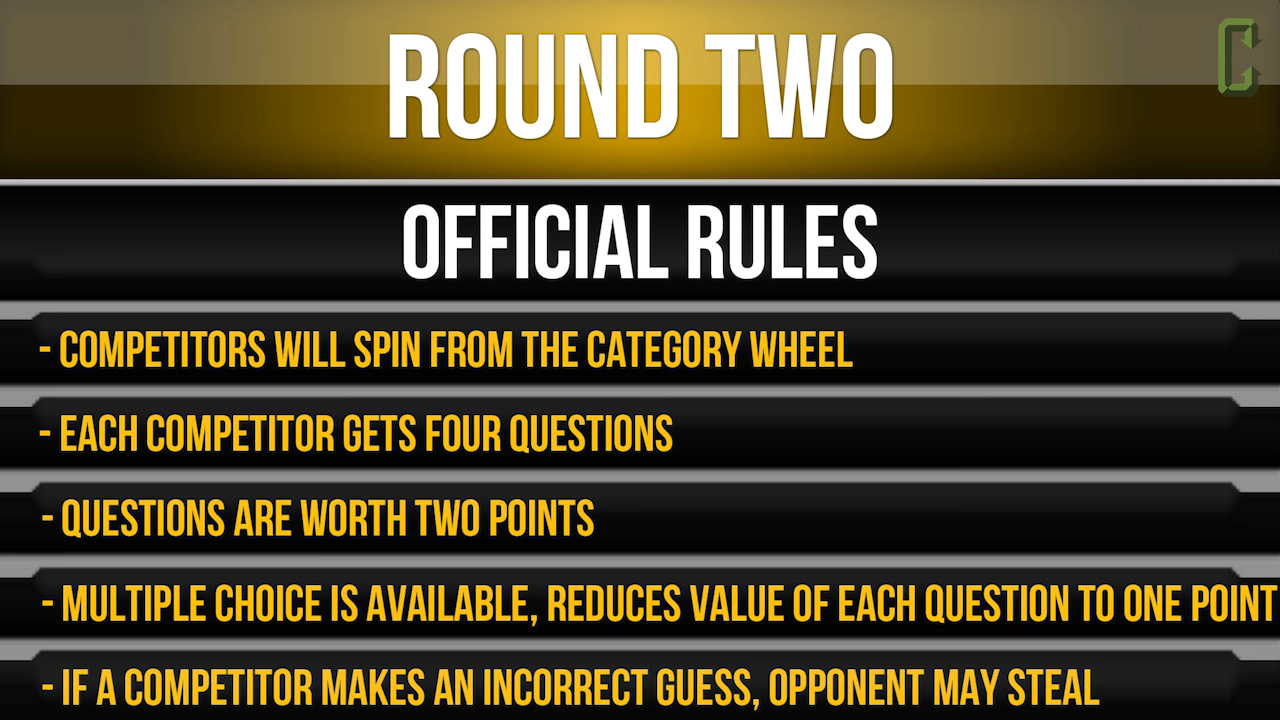 ROUND TWO
OFFICIAL RULES
- COMPETITORS WILL SPIN FROM THE CATEGORY WHEEL
- EACH COMPETITOR GETS FOUR QUESTIONS
- QUESTIONS ARE WORTH TWO POINTS
- MULTIPLE CHOICE IS AVAILABLE, REDUCES VALUE OF EACH QUESTION TO ONE POINT
- IF A COMPETITOR MAKES AN INCORRECT GUESS, OPPONENT MAY STEAL